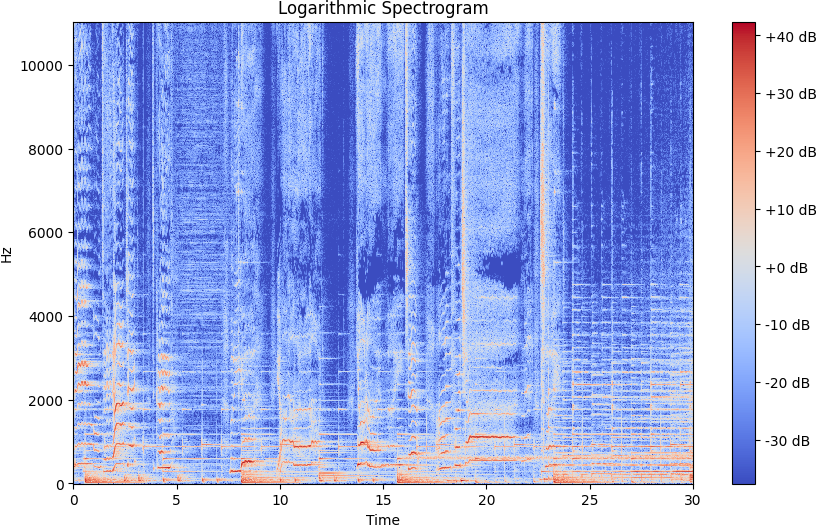 Logarithmic Spectrogram
10000
8000
6000
4000
2000
0
Hz
0 5 10 15 20 25 30
Time
+40 dB
+30 dB
+20 dB
+10 dB
+0 dB
-10 dB
-20 dB
-30 dB